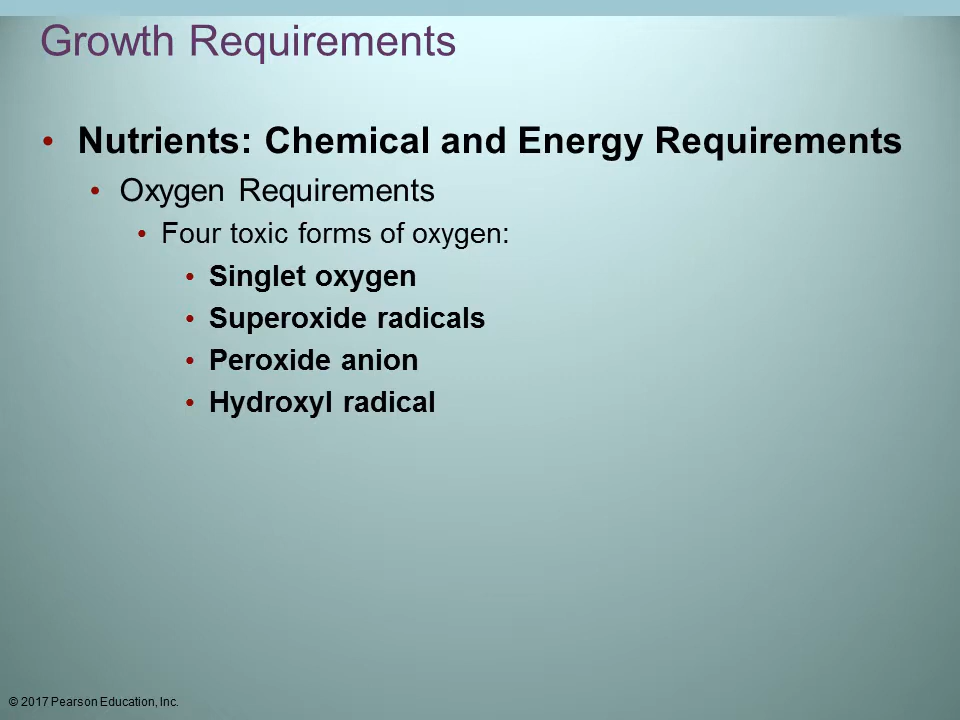 Growth Requirements
• Nutrients: Chemical and Energy Requirements
• Oxygen Requirements
• Four toxic forms of oxygen:
• Singlet oxygen
• Superoxide radicals
• Peroxide anion
• Hydroxyl radical
© 2017 Pearson Education, Inc.